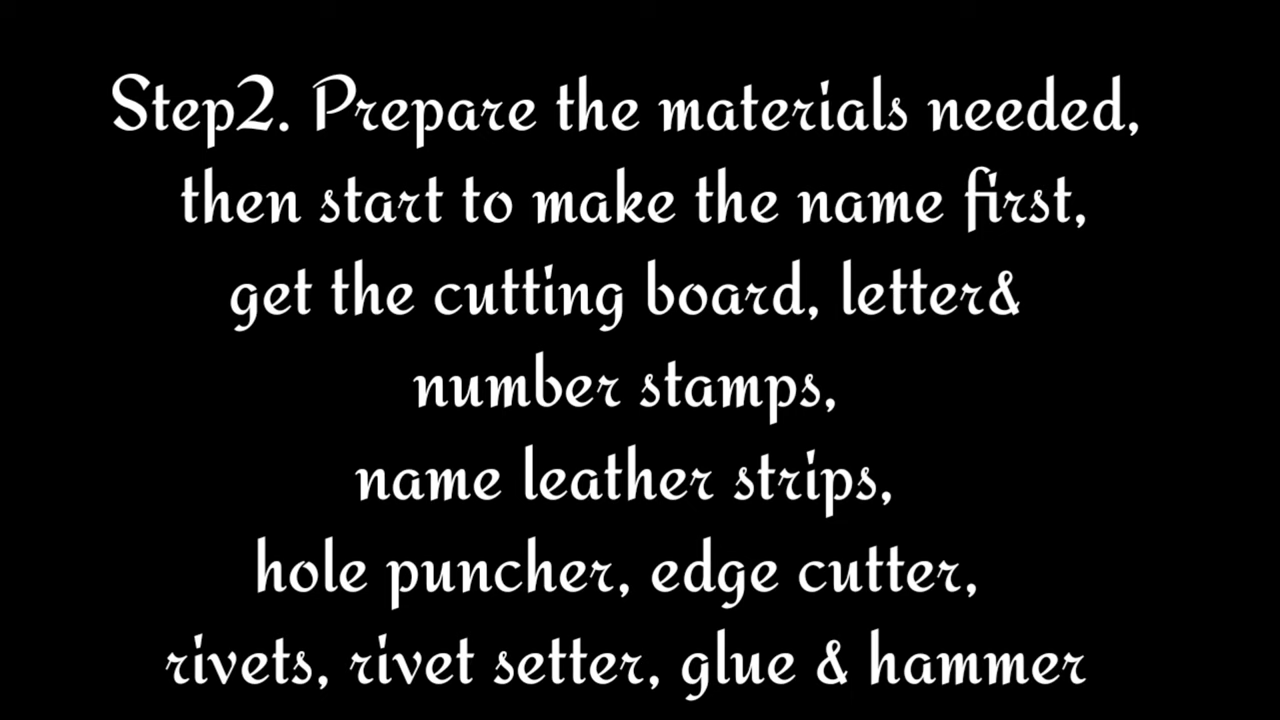 Step2. Prepare the materials needed,
then start to make the name first,
get the cutting board, letter&
number stamps,
name leather strips,
hole puncher, edge cutter,
rivets, rivet setter, glue & hammer